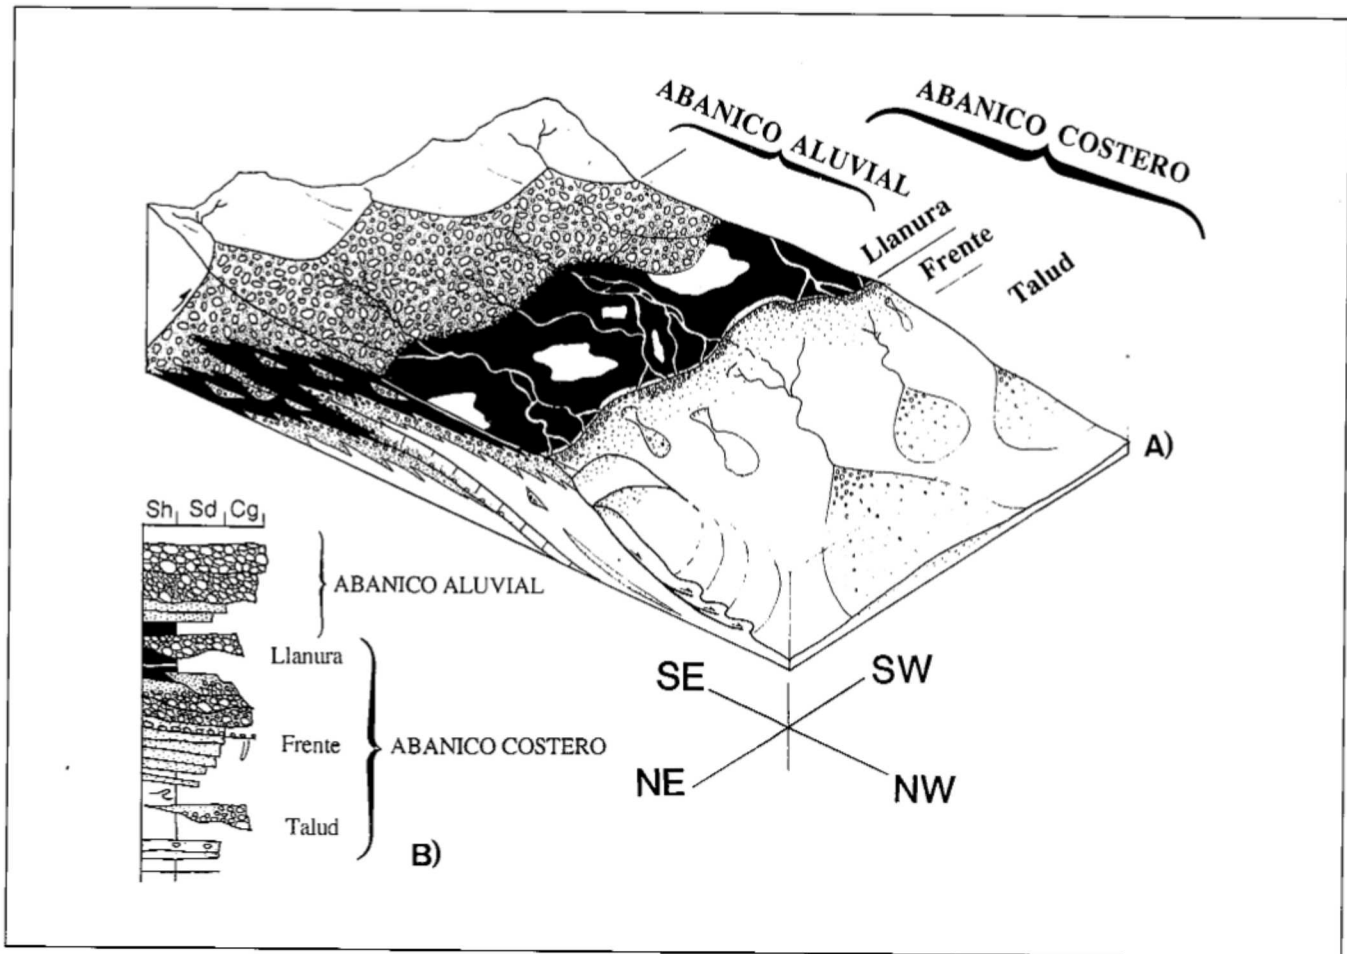 ABANICO ALUVIAL
ABANICO COSTERO
Llanura
Frente
Talud
A)
Sh Sd Cg
ABANICO ALUVIAL
Llanura
Frente
ABANICO COSTERO
Talud
B)
SE
SW
NE
NW